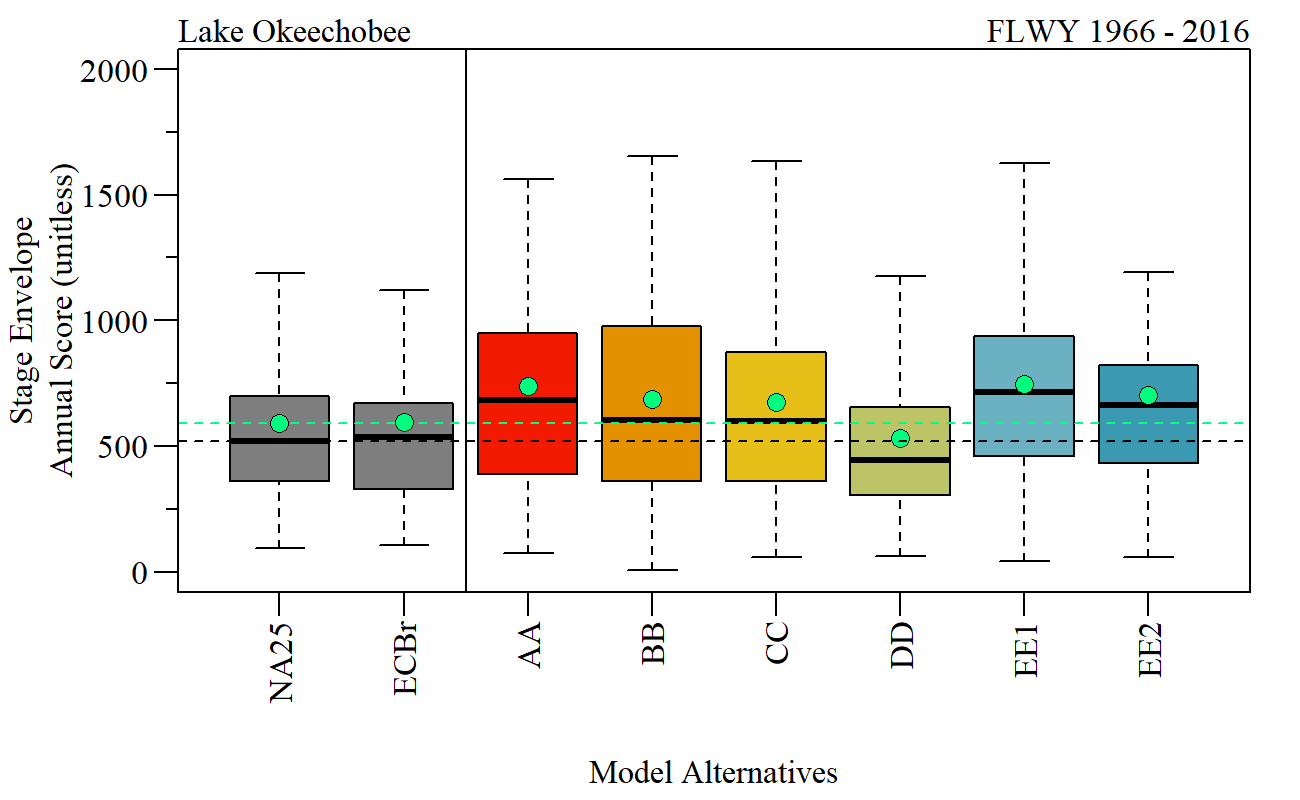 Lake Okeechobee
FLWY 1966 - 2016
Stage Envelope
Annual Score (unitless)
2000
1500
1000
500
0
NA25
ECBr
AA
BB
CC
DD
EE1
EE2
Model Alternatives